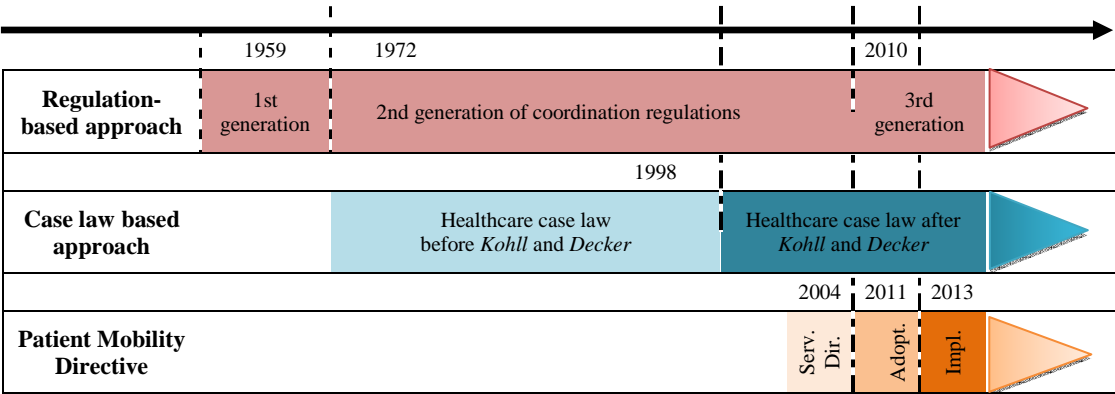 1959 1972 2010
Regulation-
based approach
1st
generation
2nd generation of coordination regulations
3rd
generation
1998
Case law based
approach
Healthcare case law
before Kohll and Decker
Healthcare case law after
Kohll and Decker
2004 2011 2013
Patient Mobility
Directive
Serv.
Dir.
Adopt.
Impl.